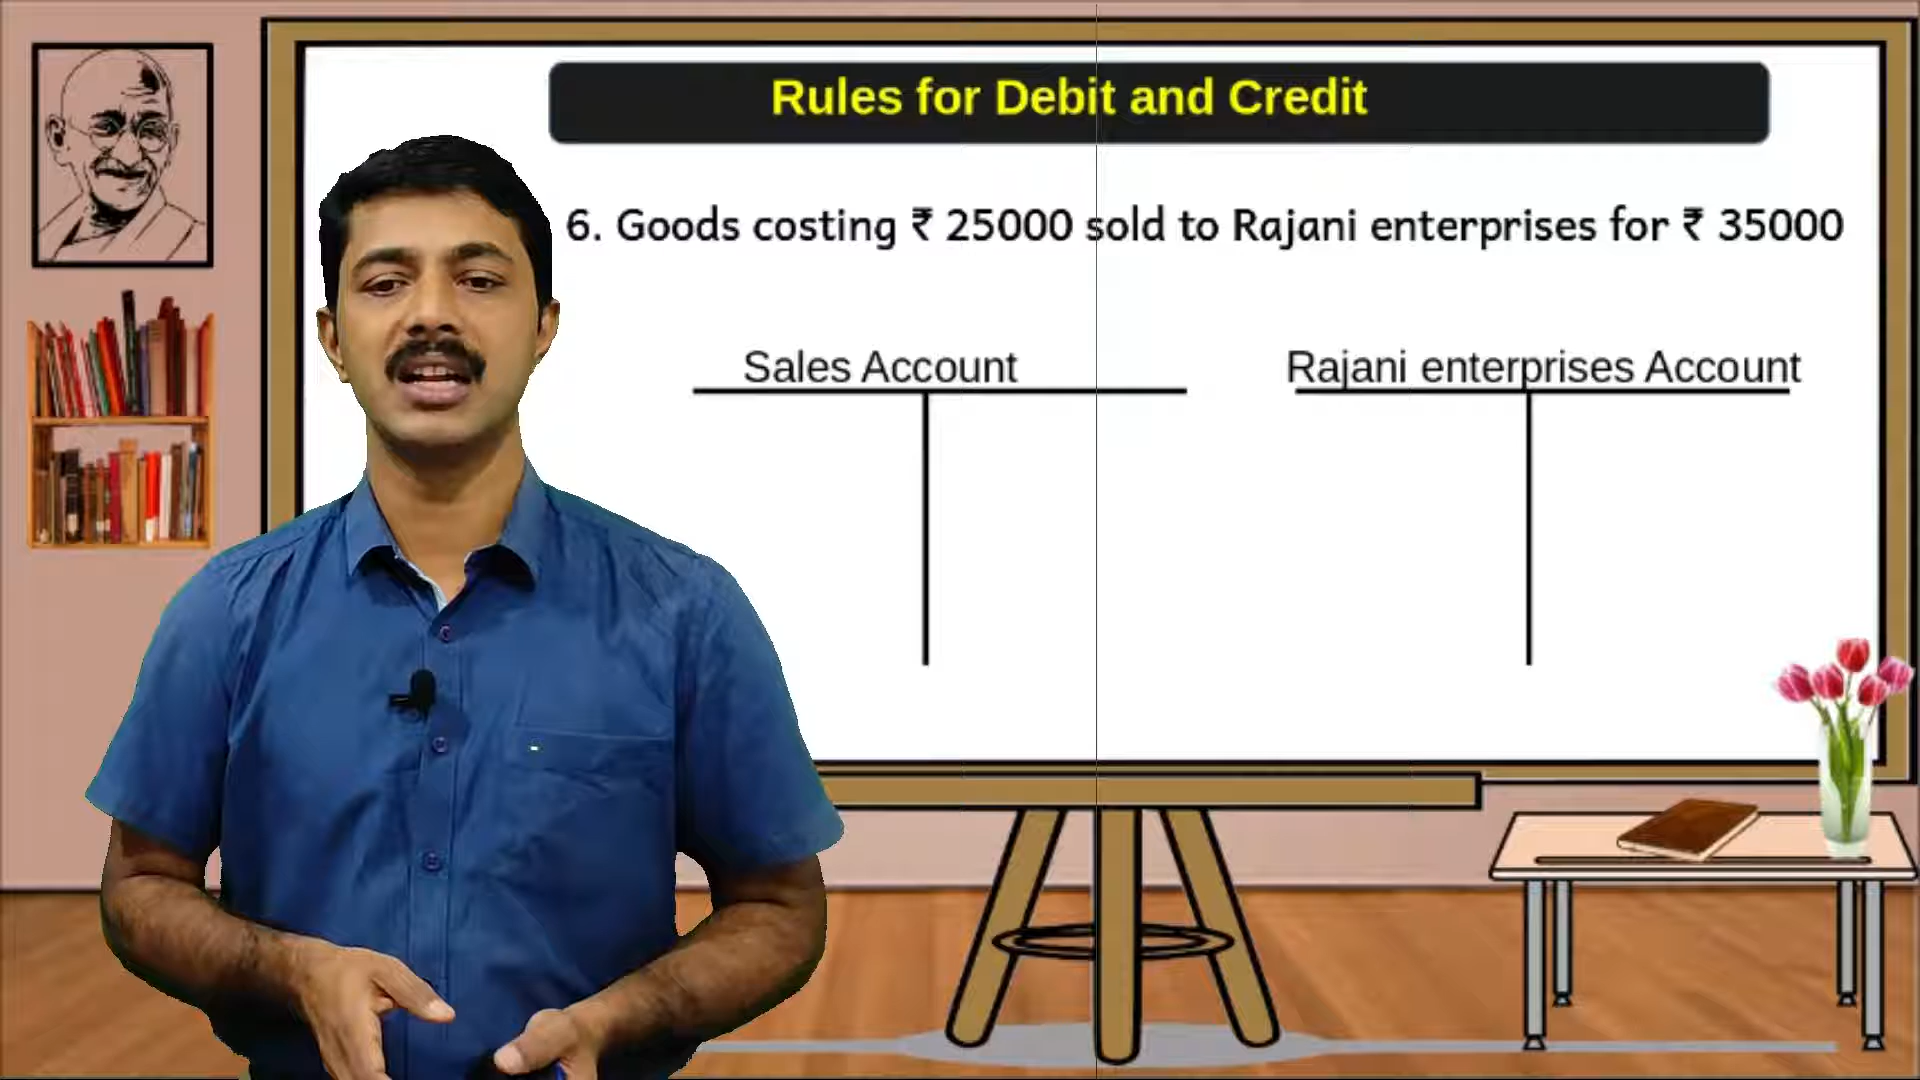 Rules for Debit and Credit
6. Goods costing ₹ 25000 sold to Rajani enterprises for ₹ 35000
Sales Account
Rajani enterprises Account